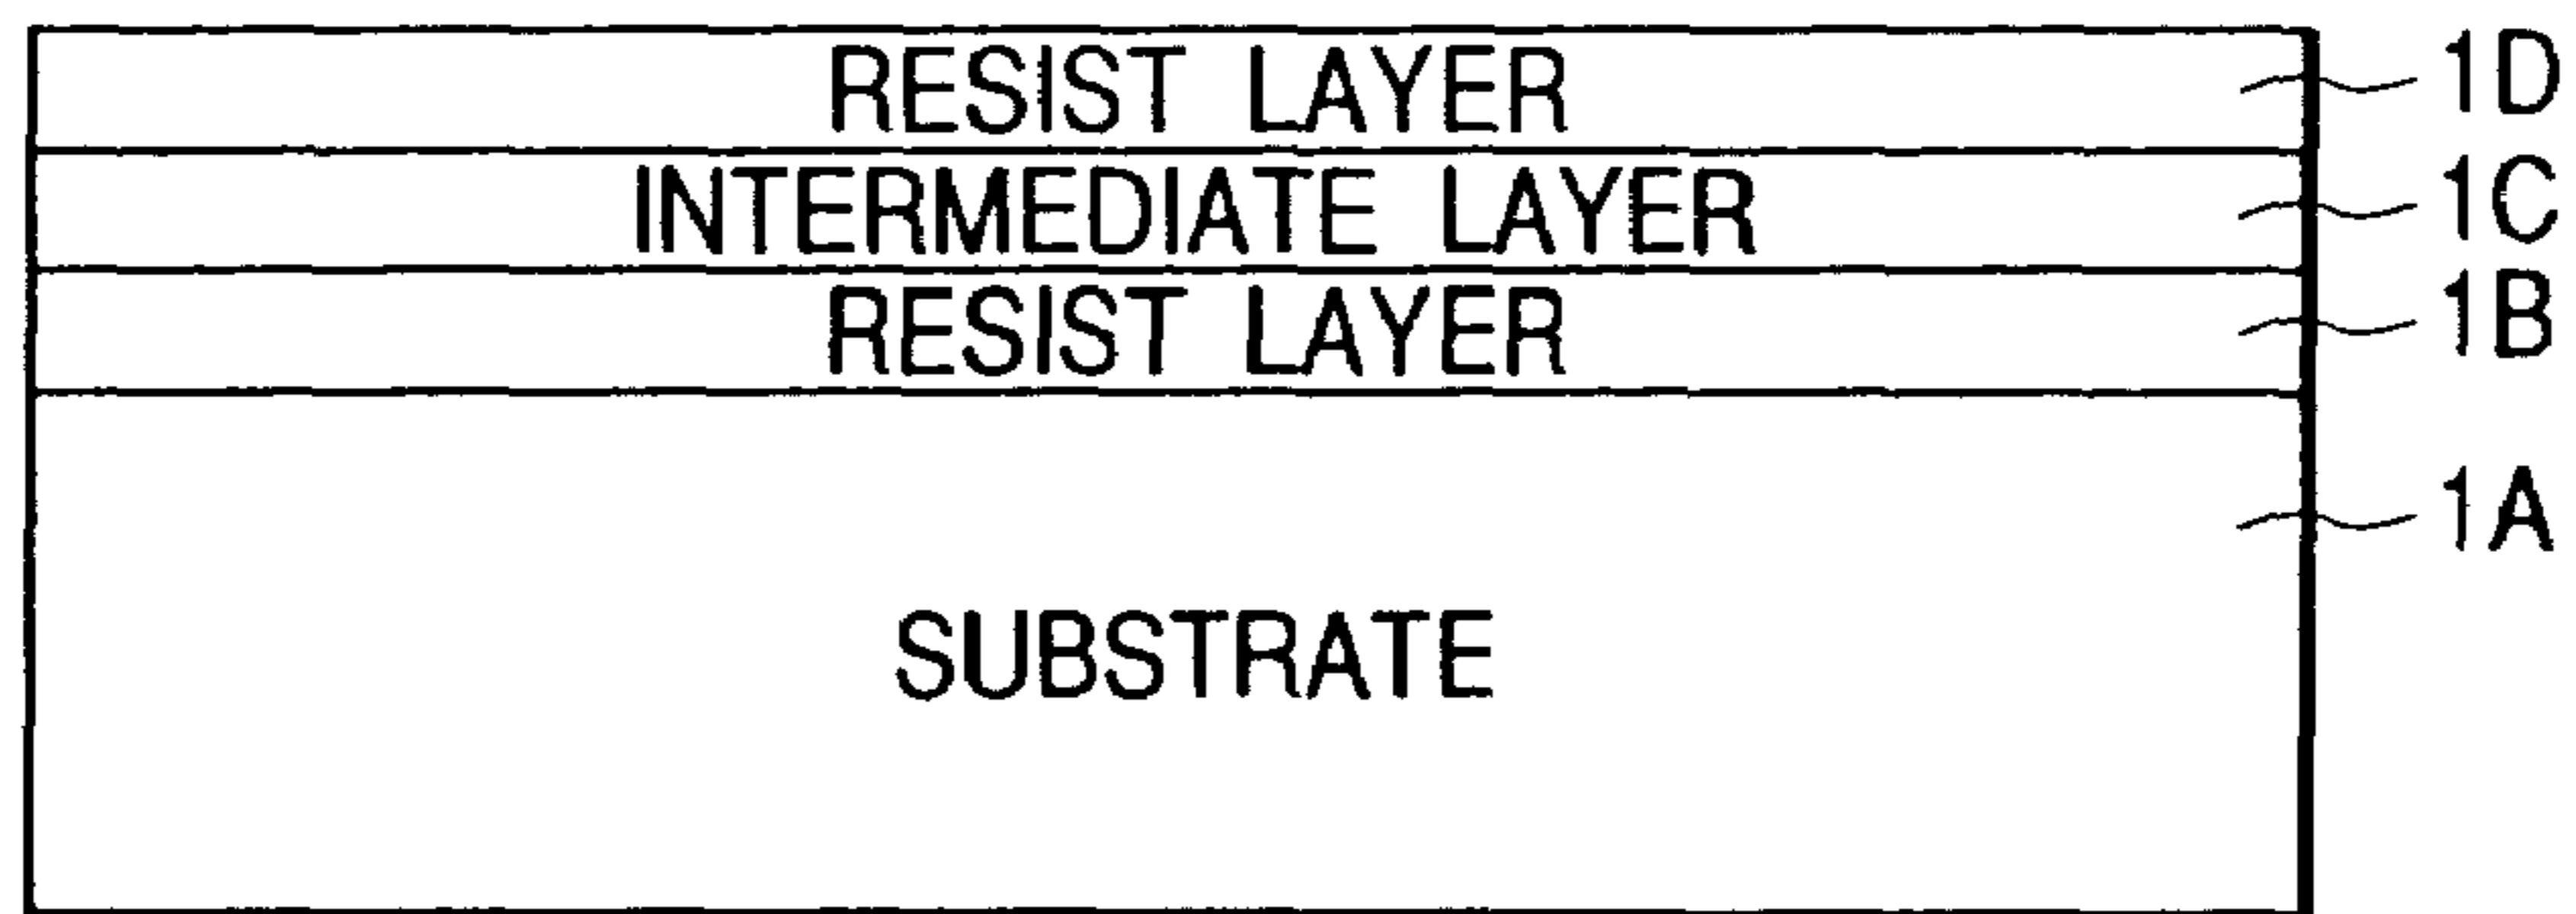 RESIST LAYER 1D
INTERMEDIATE LAYER 1C
RESIST LAYER 1B
1A
SUBSTRATE